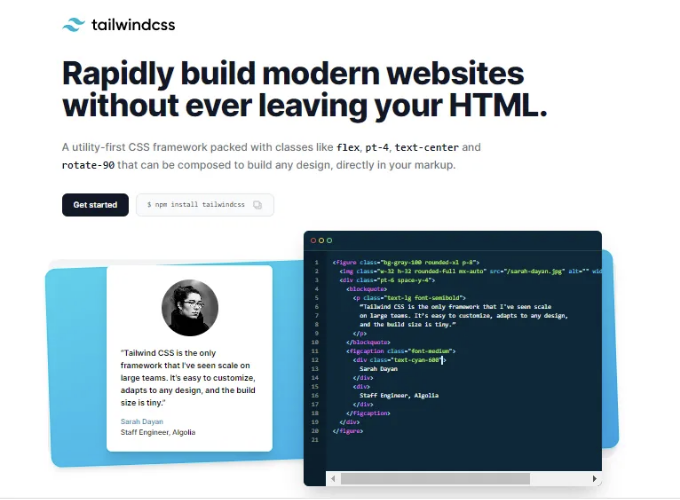 tailwindcss
Rapidly build modern websites
without ever leaving your HTML.
A utility-first CSS framework packed with classes like flex, pt-4, text-center and
rotate-90 that can be composed to build any design, directly in your markup.
Get started
$ npm install tailwindcss
"Tailwind CSS is the only
framework that I've seen scale on
large teams. It's easy to customize,
adapts to any design, and the build
size is tiny."
Sarah Dayan
Staff Engineer, Algolia
1 <figure class="bg-gray-100 rounded-xl p-8">
2 <img class="w-32 h-32 rounded-full mx-auto" src="/sarah-dayan.jpg" alt="" wid
3 <div class="pt-6 space-y-4">
4 <blockquote>
5 <p class="text-lg font-semibold">
6 "Tailwind CSS is the only framework that I've seen scale
7 on large teams. It's easy to customize, adapts to any design,
8 and the build size is tiny."
9 </p>
10 </blockquote>
11 <figcaption class="font-medium">
12 <div class="text-cyan-600">
13 Sarah Dayan
14 </div>
15 <div>
16 Staff Engineer, Algolia
17 </div>
18 </figcaption>
19 </div>
20 </figure>
21